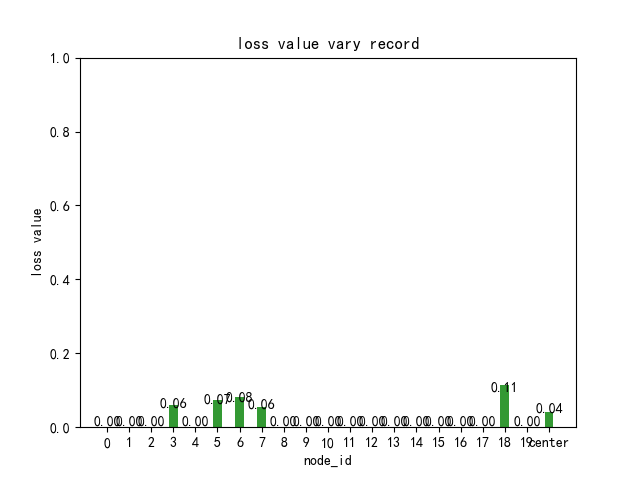 loss value vary record
1.0
0.8
0.6
0.4
0.2
0.0
loss value
0.00 0.00 0.00 0.06 0.00 0.07 0.08 0.06 0.00 0.00 0.00 0.00 0.00 0.00 0.00 0.00 0.00 0.00 0.11 0.00 0.04
0 1 2 3 4 5 6 7 8 9 10 11 12 13 14 15 16 17 18 19 center
node_id